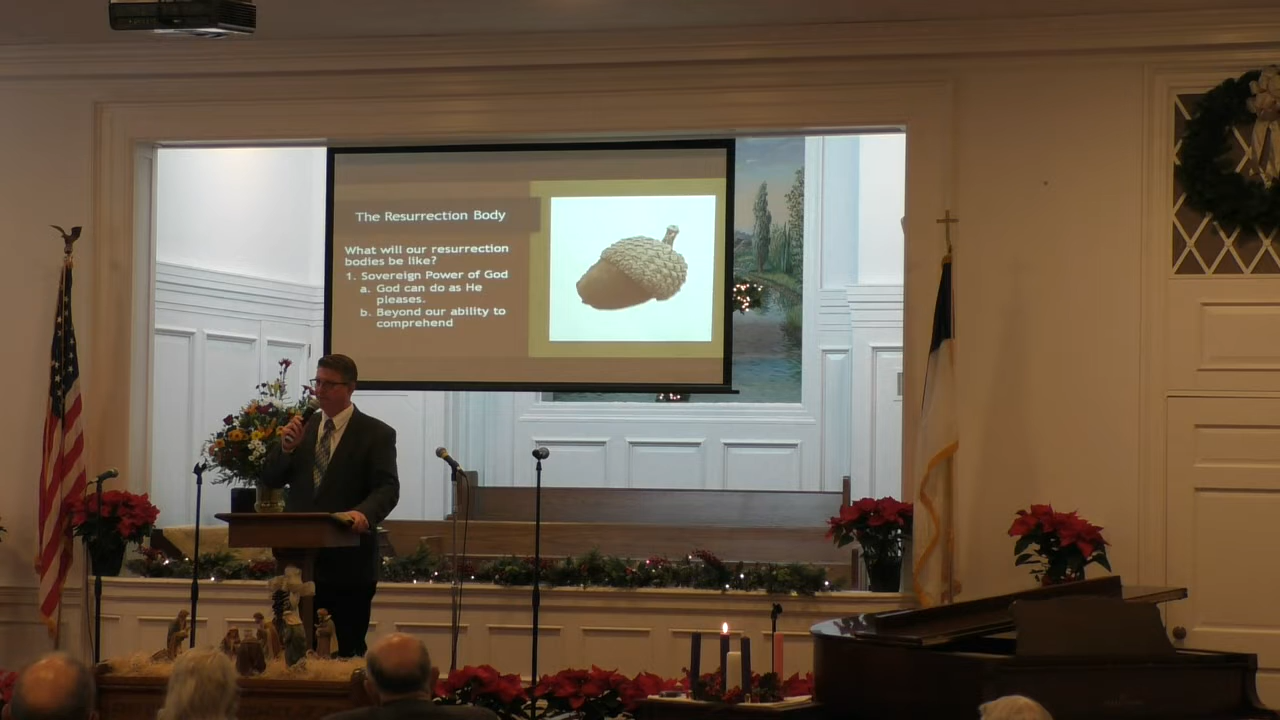 The Resurrection Body
What will our resurrection
bodies be like?
1. Sovereign Power of God
a. God can do as He
pleases.
b. Beyond our ability to
comprehend